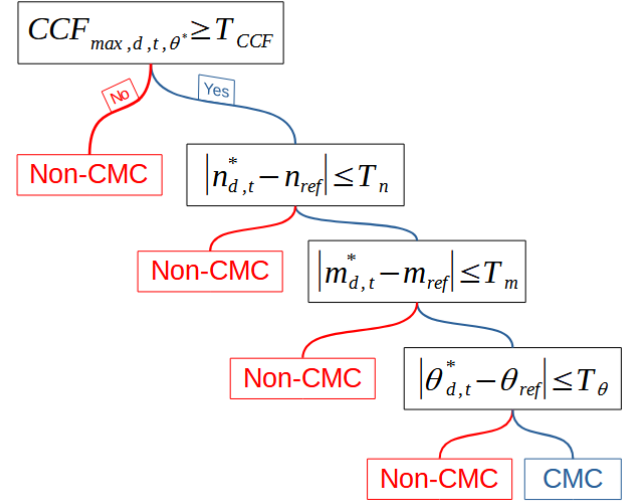 CCF_{max,d,t,θ*} ≥ T_{CCF}
No
Yes
Non-CMC
|n*_{d,t} − n_{ref}| ≤ T_n
Non-CMC
|m*_{d,t} − m_{ref}| ≤ T_m
Non-CMC
|θ*_{d,t} − θ_{ref}| ≤ T_θ
Non-CMC
CMC